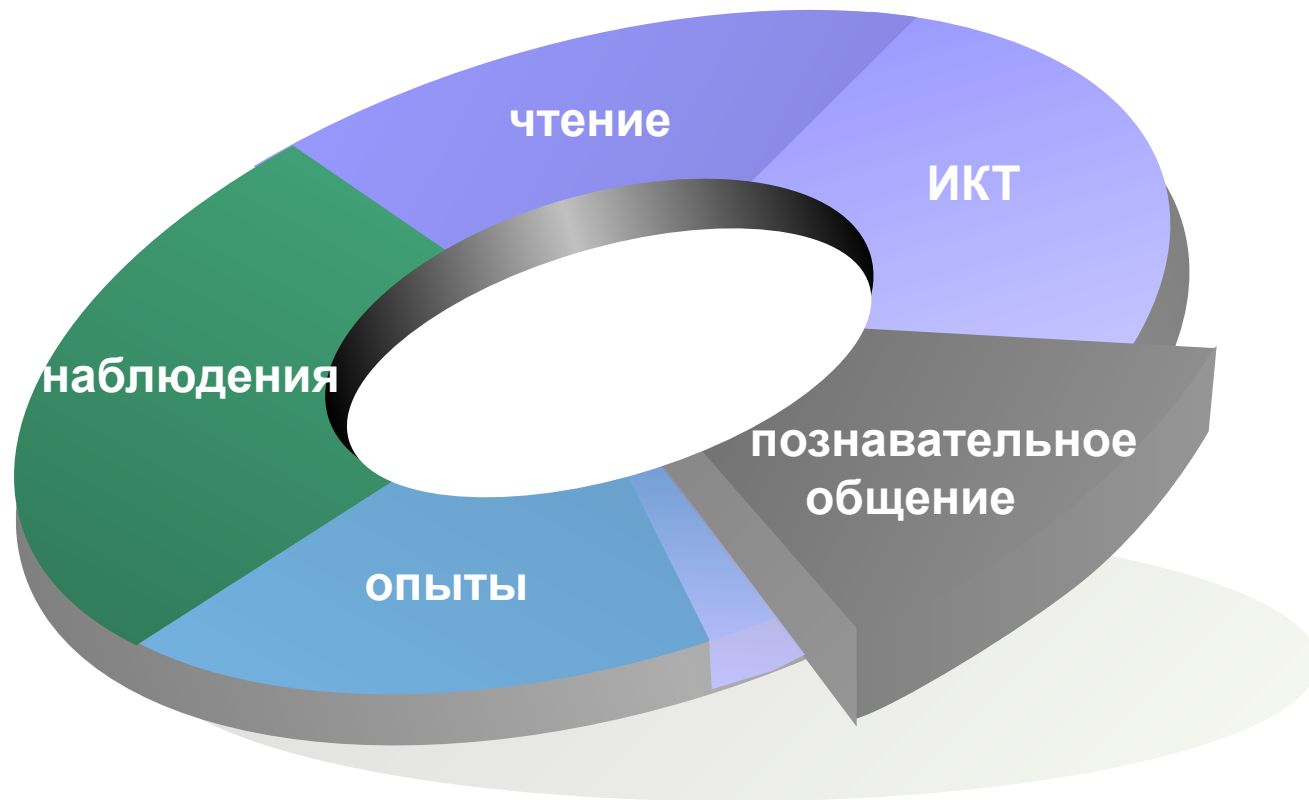 чтение
ИКТ
наблюдения
познавательное
общение
опыты